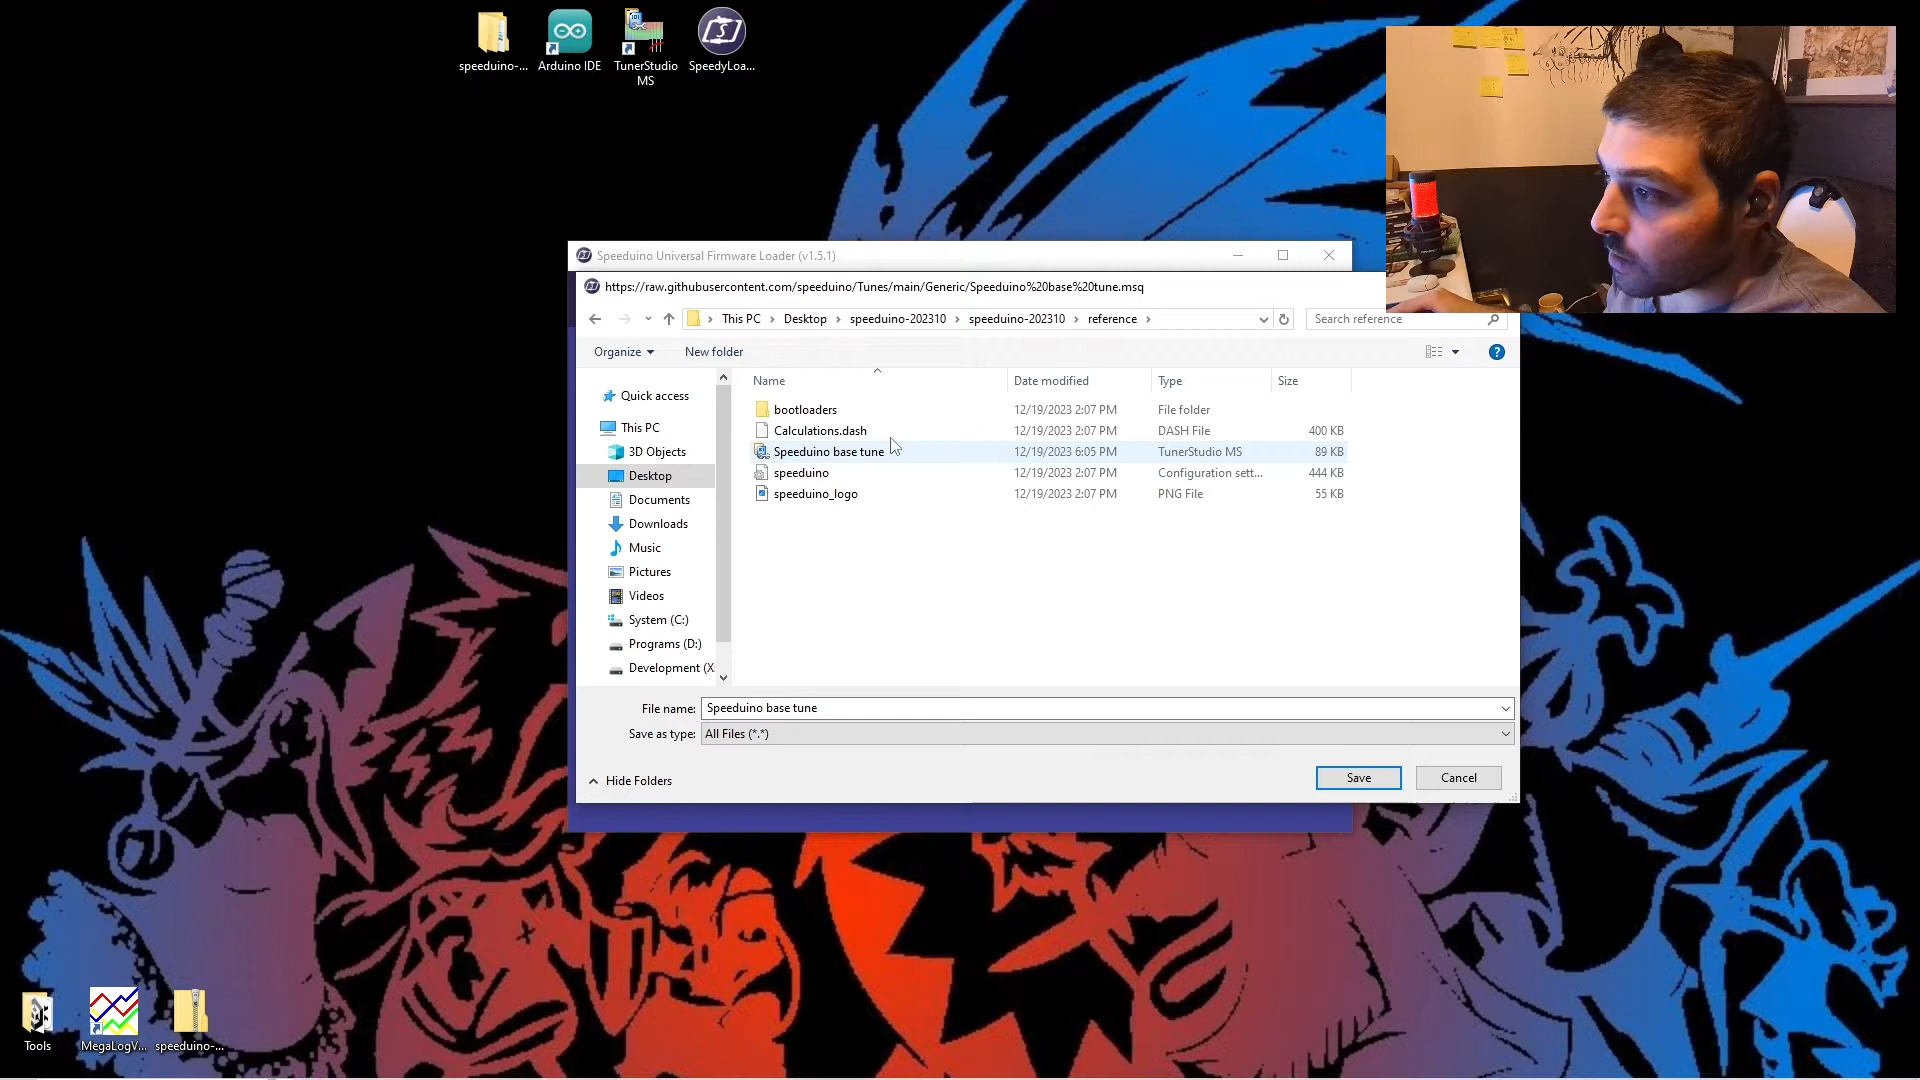 speeduino-...
Arduino IDE
TunerStudio
MS
SpeedyLoa...
Speeduino Universal Firmware Loader (v1.5.1)
https://raw.githubusercontent.com/speeduino/Tunes/main/Generic/Speeduino%20base%20tune.msq
This PC > Desktop > speeduino-202310 > speeduino-202310 > reference >
Search reference
Organize
New folder
Name
Date modified
Type
Size
Quick access
This PC
3D Objects
Desktop
Documents
Downloads
Music
Pictures
Videos
System (C:)
Programs (D:)
Development (X
bootloaders 12/19/2023 2:07 PM File folder
Calculations.dash 12/19/2023 2:07 PM DASH File 400 KB
Speeduino base tune 12/19/2023 6:05 PM TunerStudio MS 89 KB
speeduino 12/19/2023 2:07 PM Configuration sett... 444 KB
speeduino_logo 12/19/2023 2:07 PM PNG File 55 KB
File name: Speeduino base tune
Save as type: All Files (*.*)
Hide Folders
Save
Cancel
Tools
MegaLogV...
speeduino-...